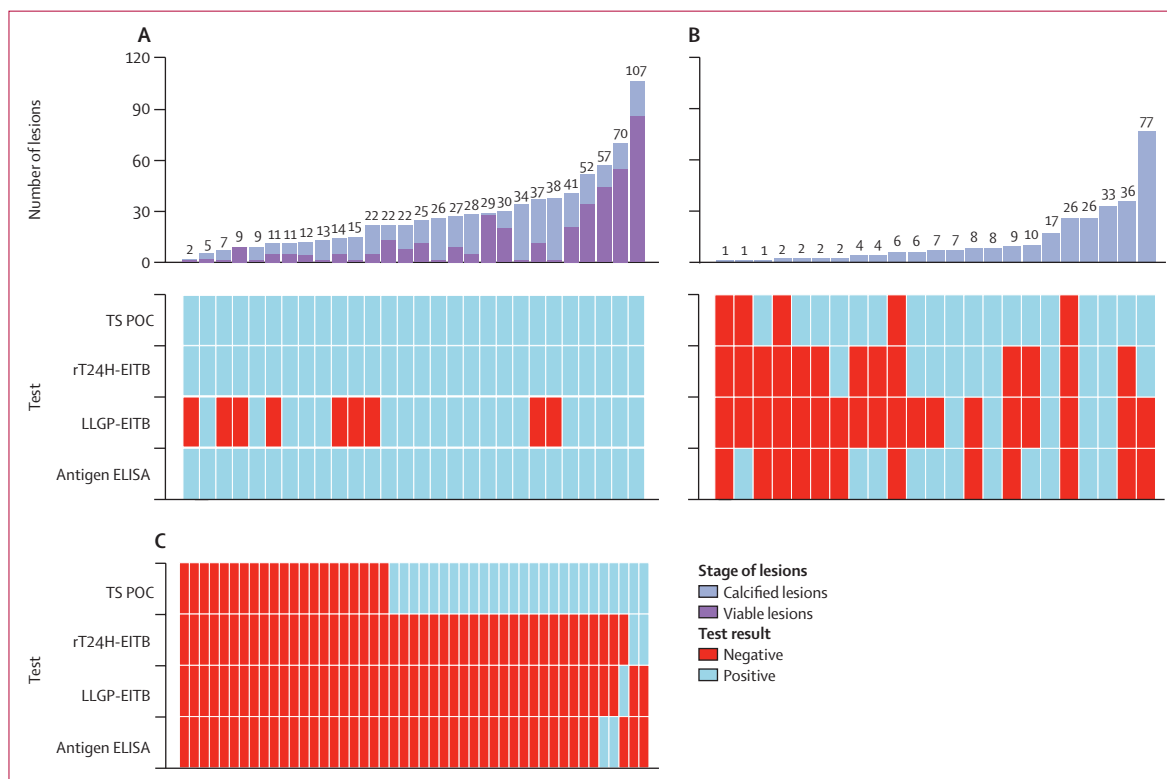 A
B
Number of lesions
120
90
60
30
0
2 5 7 9 9 11 11 12 13 14 15 22 22 22 25 26 27 28 29 30 34 37 38 41 52 57 70 107
1 1 1 2 2 2 2 4 4 6 6 7 7 8 8 9 10 17 26 26 33 36 77
Test
TS POC
rT24H-EITB
LLGP-EITB
Antigen ELISA
C
Test
TS POC
rT24H-EITB
LLGP-EITB
Antigen ELISA
Stage of lesions
Calcified lesions
Viable lesions
Test result
Negative
Positive